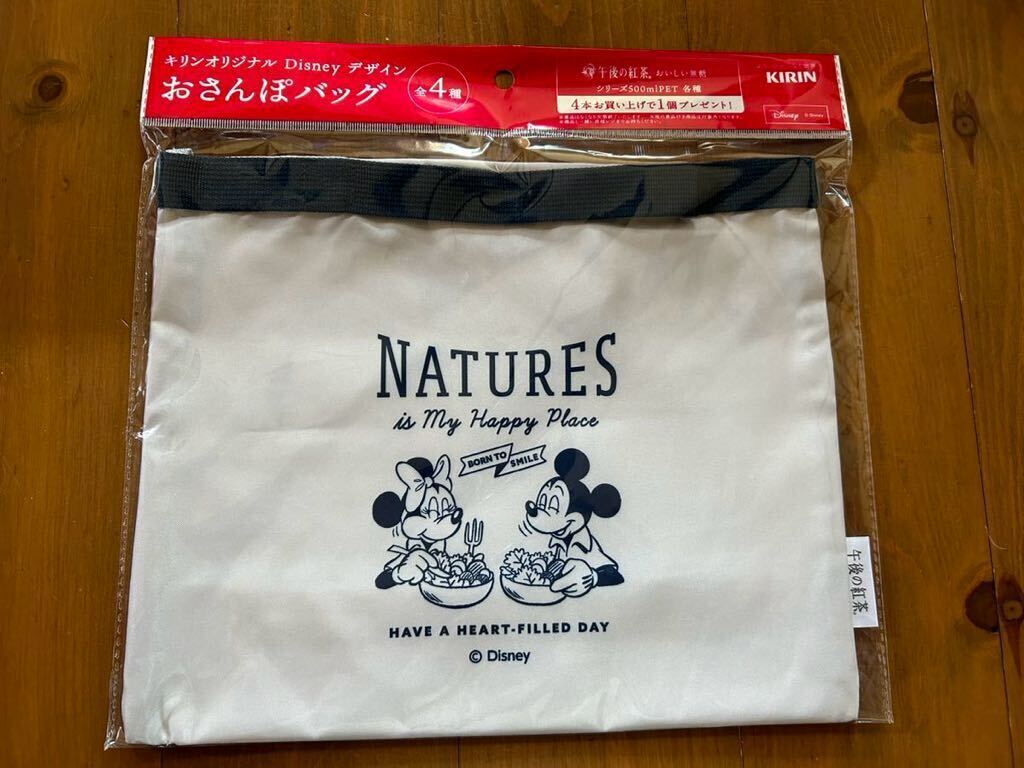 キリンオリジナル Disney デザイン
おさんぽバッグ
全4種
午後の紅茶 おいしい無糖
シリーズ500mlPET 各種
4本お買い上げで1個プレゼント!
KIRIN
Disney © Disney
NATURES
is My Happy Place
BORN TO SMILE
HAVE A HEART-FILLED DAY
© Disney
午後の紅茶